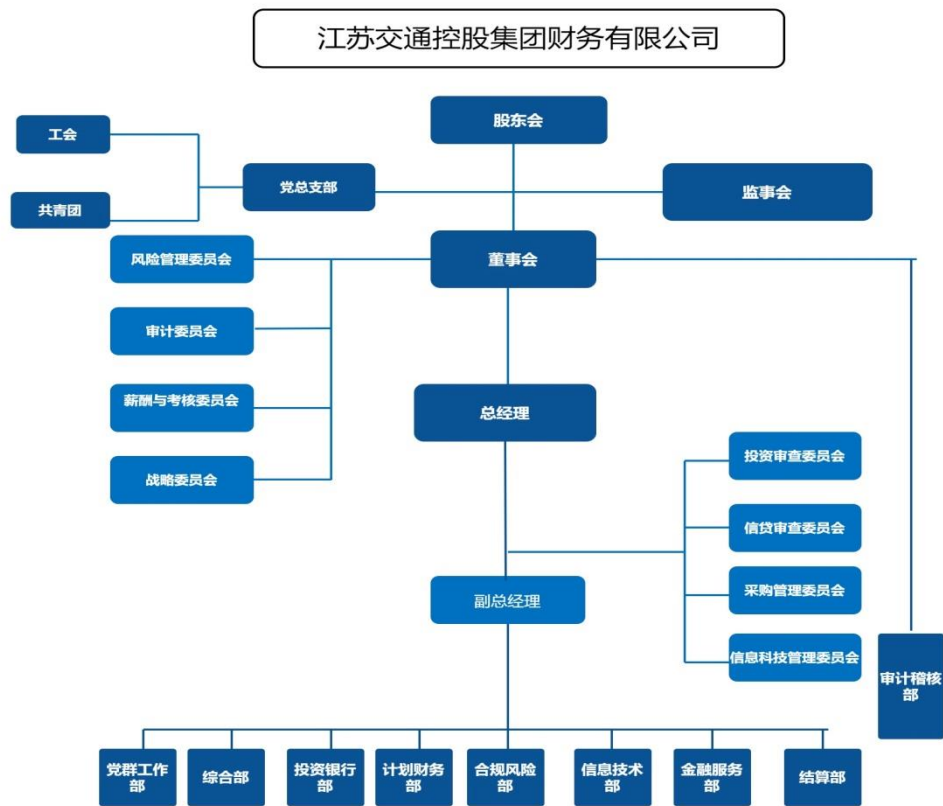 江苏交通控股集团财务有限公司
股东会
工会
党总支部
监事会
共青团
风险管理委员会
董事会
审计委员会
薪酬与考核委员会
总经理
战略委员会
投资审查委员会
信贷审查委员会
副总经理
采购管理委员会
信息科技管理委员会
审计稽核
部
党群工作
部
综合部
投资银行
部
计划财务
部
合规风险
部
信息技术
部
金融服务
部
结算部